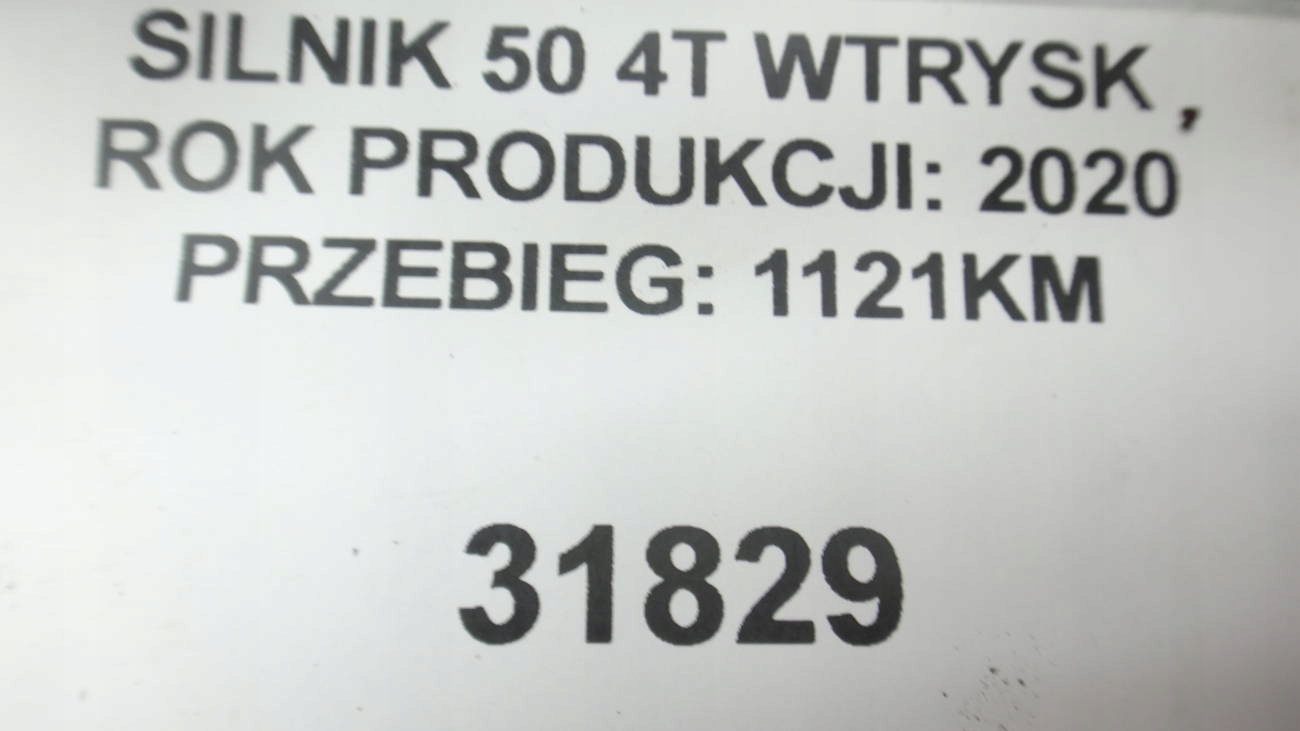 SILNIK 50 4T WTRYSK ,
ROK PRODUKCJI: 2020
PRZEBIEG: 1121KM
31829